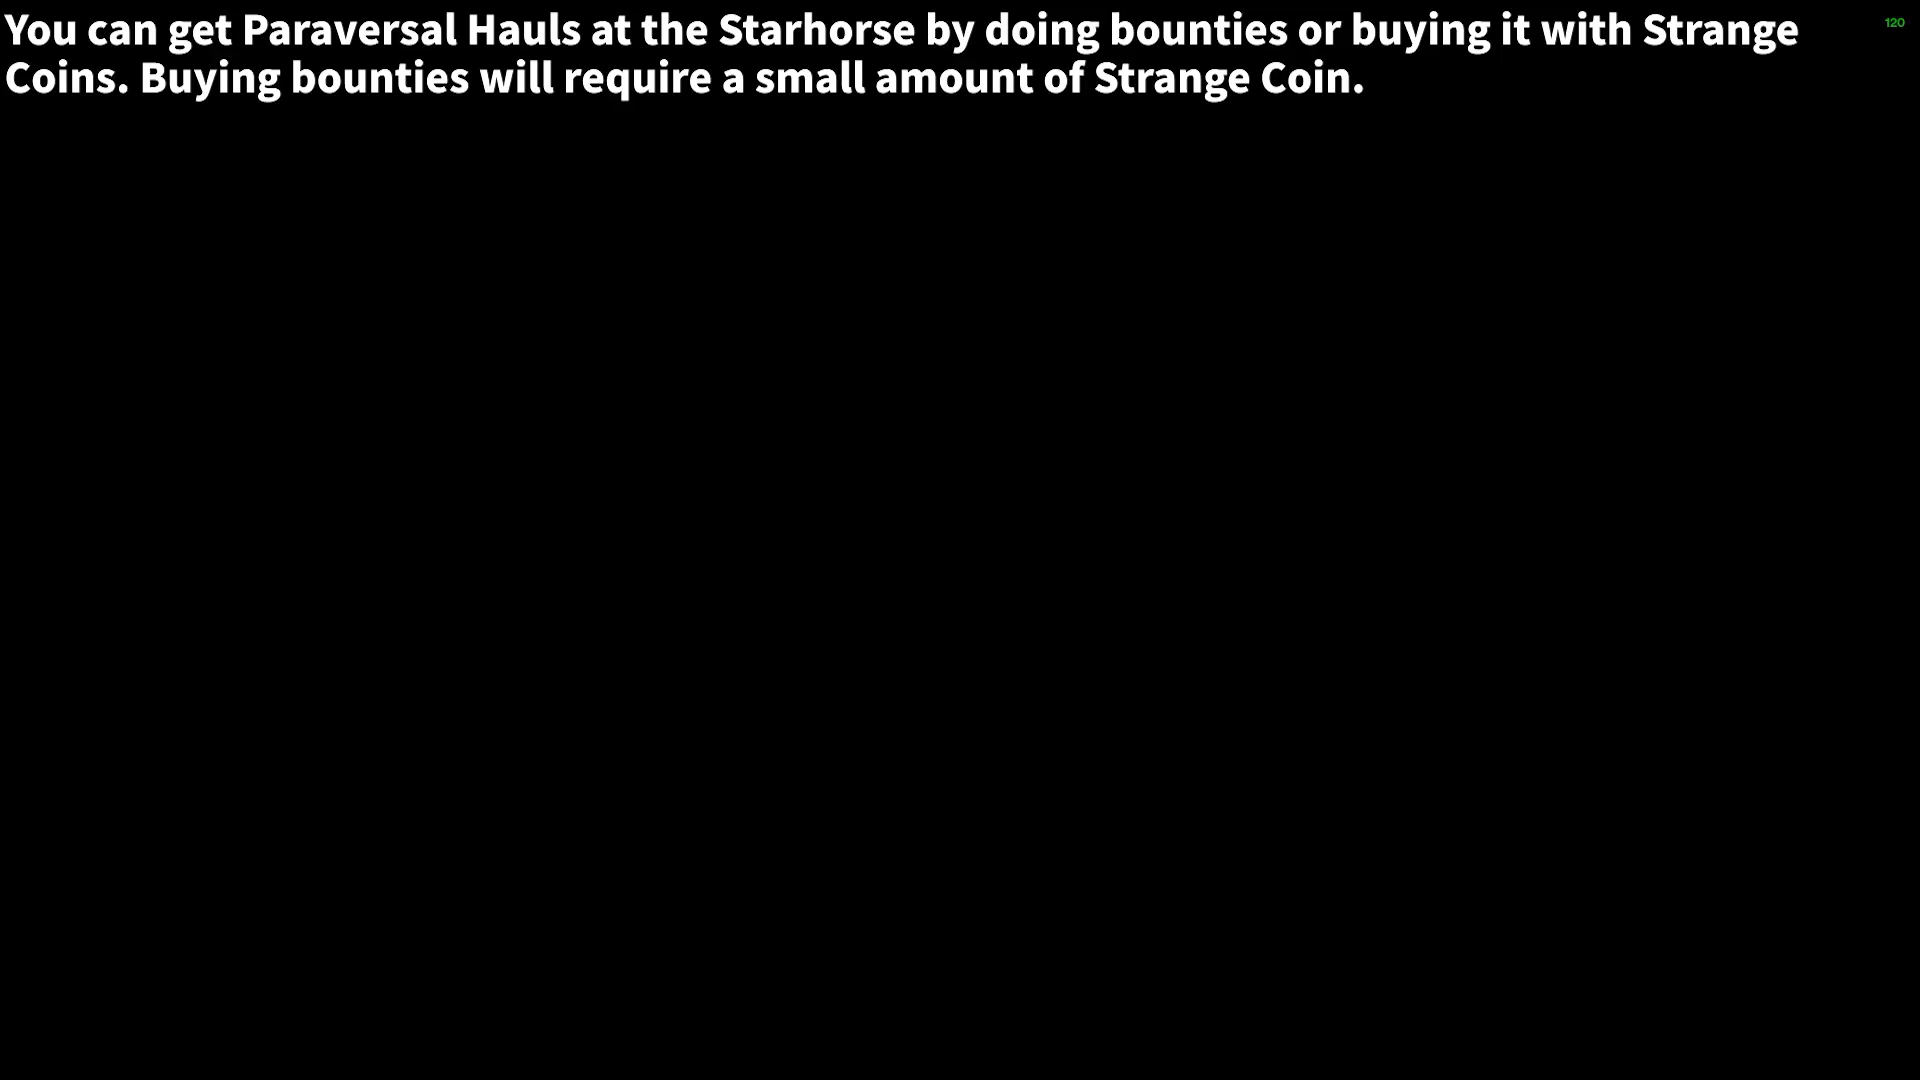 You can get Paraversal Hauls at the Starhorse by doing bounties or buying it with Strange
Coins. Buying bounties will require a small amount of Strange Coin.
120